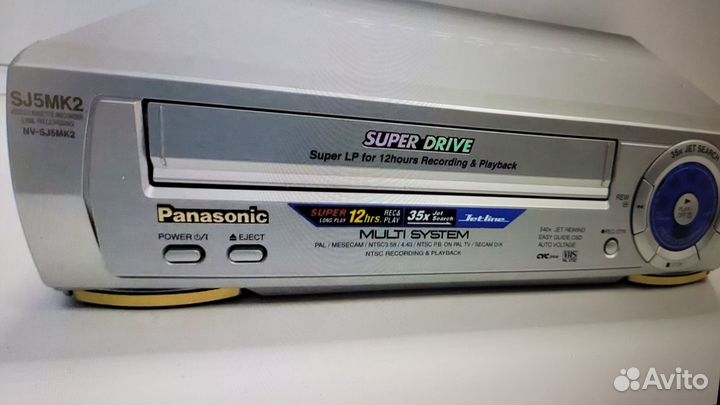 SJ5MK2
NV-SJ5MK2
SUPER DRIVE
Super LP for 12hours Recording & Playback
35x JET SEARCH
REW
Panasonic
SUPER LONG PLAY 12hrs. REC& PLAY 35x Jet Search Jet-line
POWER ⏻/I ⏏ EJECT
MULTI SYSTEM
PAL / MESECAM / NTSC3.58 / 4.43 / NTSC P.B. ON PAL TV / SECAM D/K
NTSC RECORDING & PLAYBACK
340x JET REWIND
EASY GUIDE OSD
AUTO VOLTAGE
VHS
Avito